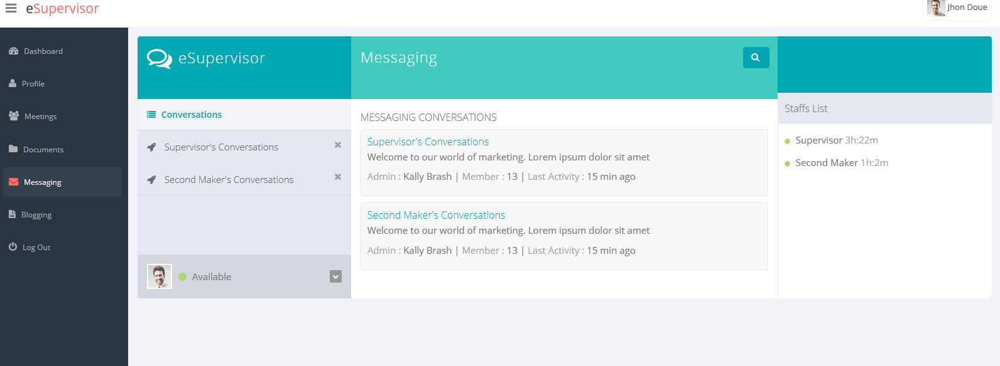 eSupervisor
Jhon Doue
Dashboard
Profile
Meetings
Documents
Messaging
Blogging
Log Out
eSupervisor
Conversations
Supervisor's Conversations
Second Maker's Conversations
Available
Messaging
MESSAGING CONVERSATIONS
Supervisor's Conversations
Welcome to our world of marketing. Lorem ipsum dolor sit amet
Admin : Kally Brash | Member : 13 | Last Activity : 15 min ago
Second Maker's Conversations
Welcome to our world of marketing. Lorem ipsum dolor sit amet
Admin : Kally Brash | Member : 13 | Last Activity : 15 min ago
Staffs List
Supervisor 3h:22m
Second Maker 1h:2m